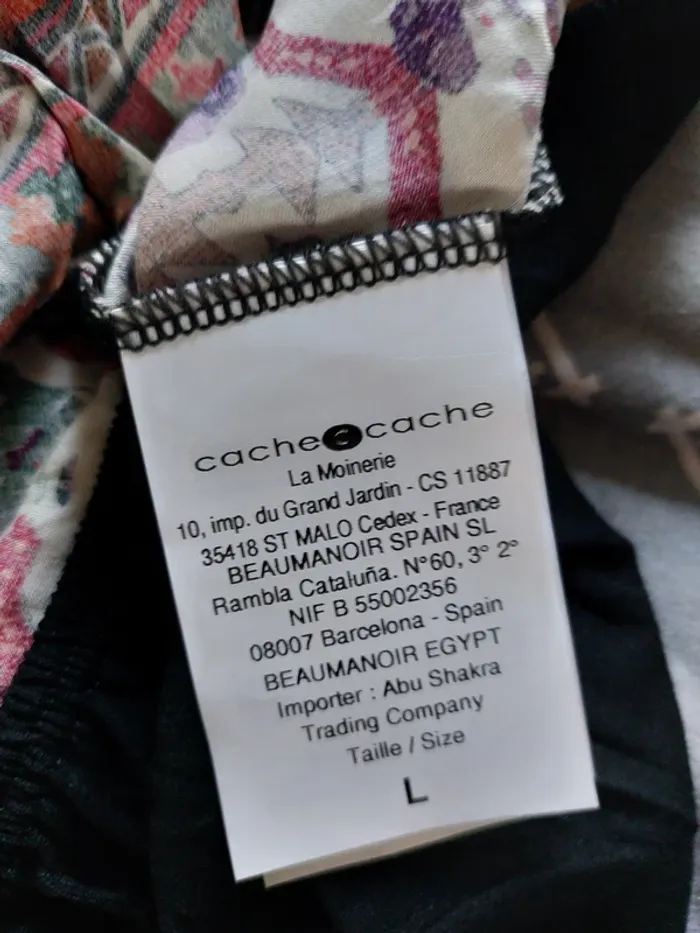 cache cache
La Moinerie
10, imp. du Grand Jardin - CS 11887
35418 ST MALO Cedex - France
BEAUMANOIR SPAIN SL
Rambla Cataluña. N°60, 3° 2°
NIF B 55002356
08007 Barcelona - Spain
BEAUMANOIR EGYPT
Importer : Abu Shakra
Trading Company
Taille / Size
L